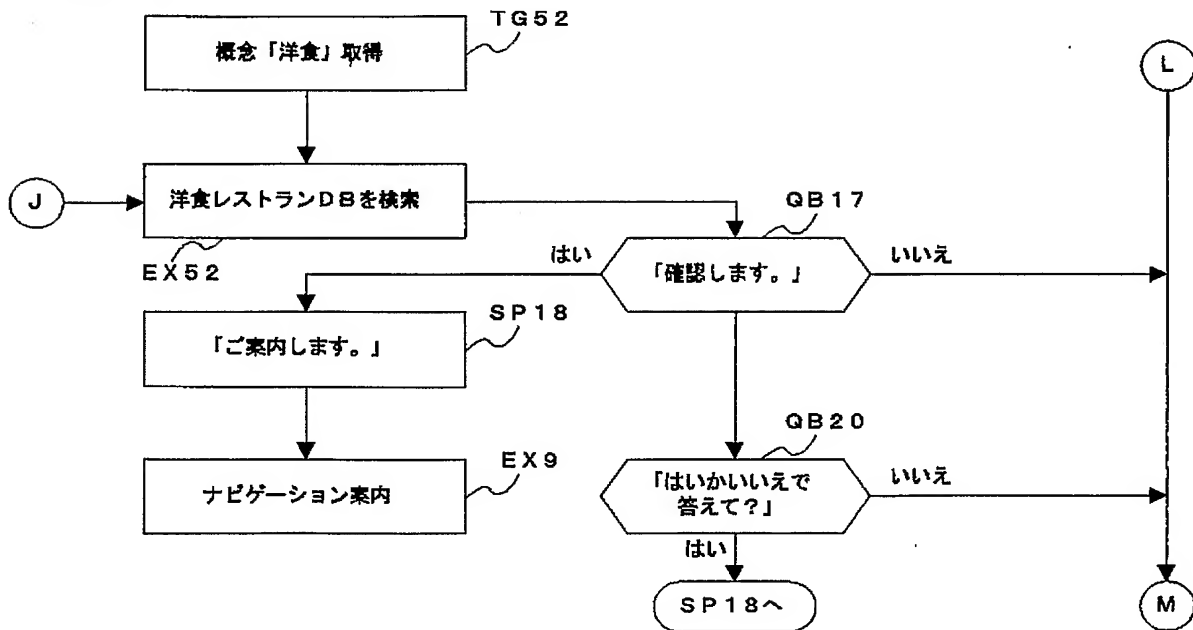 TG52
概念「洋食」取得
L
J
洋食レストランDBを検索
EX52
QB17
はい
「確認します。」
いいえ
SP18
「ご案内します。」
QB20
EX9
ナビゲーション案内
「はいかいいえで
答えて?」
いいえ
はい
SP18へ
M